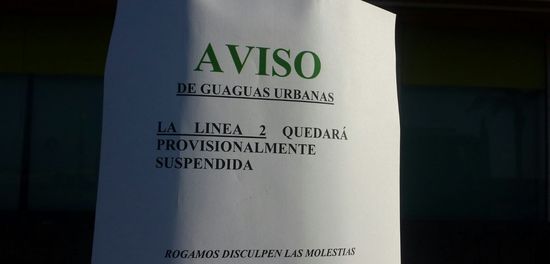 AVISO
DE GUAGUAS URBANAS
LA LINEA 2 QUEDARÁ
PROVISIONALMENTE
SUSPENDIDA
ROGAMOS DISCULPEN LAS MOLESTIAS